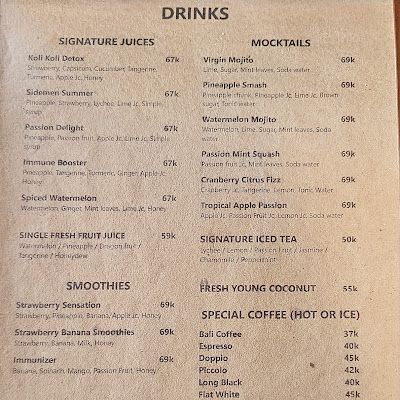 DRINKS
SIGNATURE JUICES
Koli Koli Detox 67k
Strawberry, Capsicum, Cucumber, Tangerine,
Turmeric, Apple Jc, Honey
Sidemen Summer 67k
Pineapple, Strawberry, Lychee, Lime Jc, Simple
syrup
Passion Delight 67k
Pineapple, Passion fruit, Apple Jc, Lime Jc, Simple
syrup
Immune Booster 67k
Pineapple, Tangerine, Turmeric, Ginger, Apple Jc,
Honey
Spiced Watermelon 67k
Watermelon, Ginger, Mint leaves, Lime Jc, Honey
SINGLE FRESH FRUIT JUICE 59k
Watermelon / Pineapple / Dragon fruit /
Tangerine / Honeydew
SMOOTHIES
Strawberry Sensation 69k
Strawberry, Pineapple, Banana, Apple Jc, Honey
Strawberry Banana Smoothies 69k
Strawberry, Banana, Milk, Honey
Immunizer 69k
Banana, Spinach, Mango, Passion Fruit, Honey
MOCKTAILS
Virgin Mojito 69k
Lime, Sugar, Mint leaves, Soda water
Pineapple Smash 69k
Pineapple chunk, Pineapple Jc, Lime Jc, Brown
sugar, Tonic water
Watermelon Mojito 69k
Watermelon, Lime, Sugar, Mint leaves, Soda
water
Passion Mint Squash 69k
Passion fruit Jc, Mint leaves, Soda water
Cranberry Citrus Fizz 69k
Cranberry Jc, Tangerine, Lemon, Tonic Water
Tropical Apple Passion 69k
Apple Jc, Passion Fruit Jc, Lemon Jc, Soda water
SIGNATURE ICED TEA 50k
Lychee / Lemon / Passion Fruit / Jasmine /
Chamomile / Peppermint
FRESH YOUNG COCONUT 55k
SPECIAL COFFEE (HOT OR ICE)
Bali Coffee 37k
Espresso 40k
Doppio 45k
Piccolo 42k
Long Black 40k
Flat White 45k